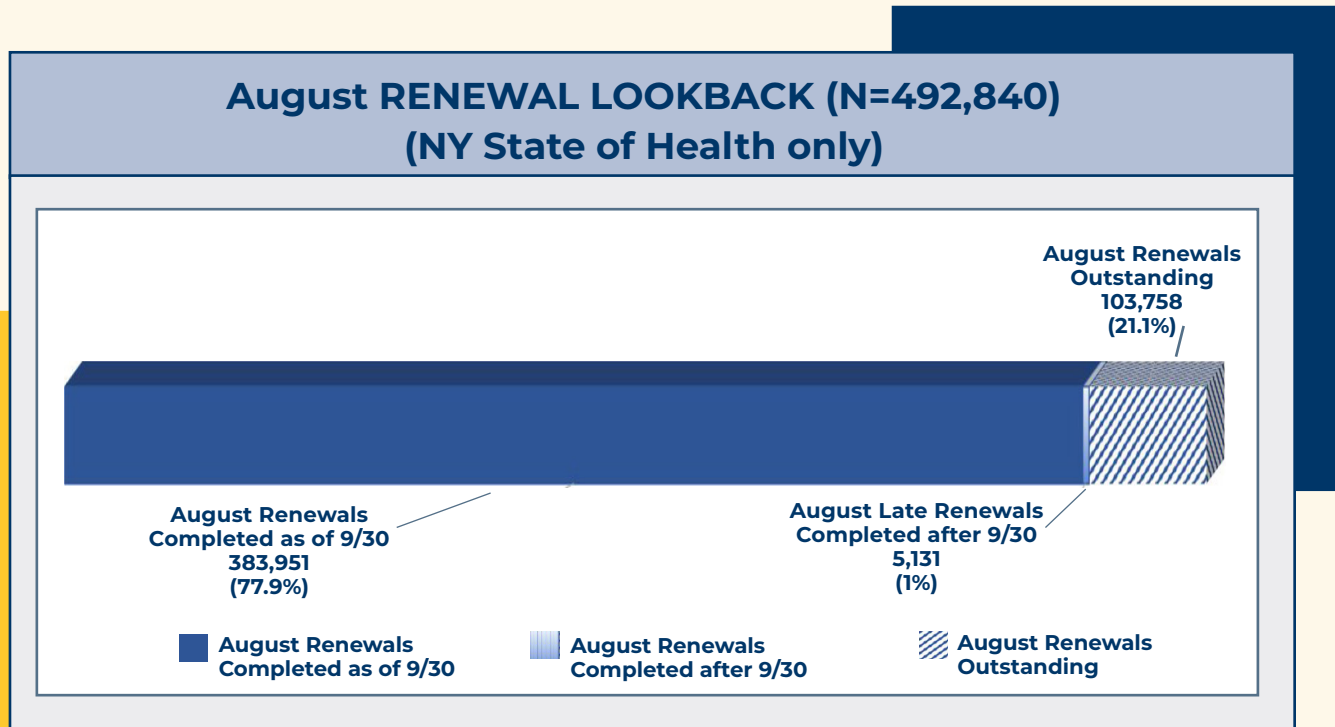 August RENEWAL LOOKBACK (N=492,840)
(NY State of Health only)
August Renewals
Outstanding
103,758
(21.1%)
August Renewals
Completed as of 9/30
383,951
(77.9%)
August Late Renewals
Completed after 9/30
5,131
(1%)
August Renewals
Completed as of 9/30
August Renewals
Completed after 9/30
August Renewals
Outstanding